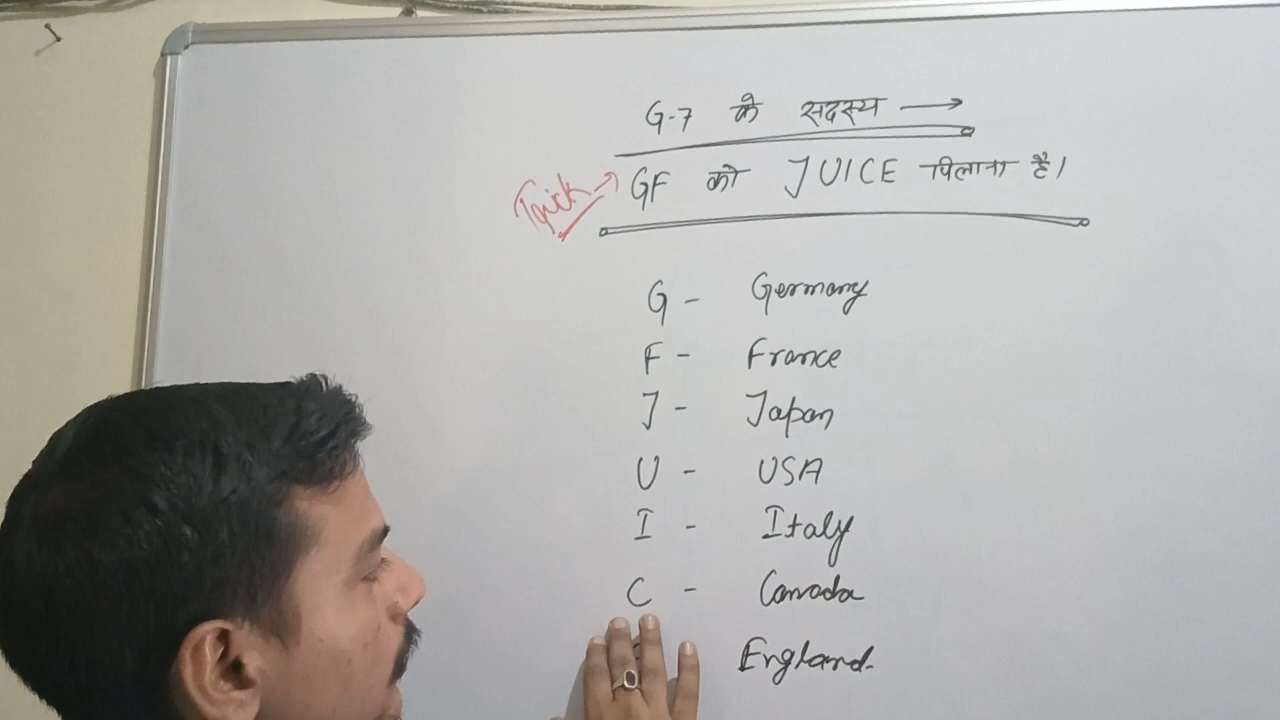 G-7 के सदस्य →
Trick → GF को JUICE पिलाना है।
G - Germany
F - France
J - Japan
U - USA
I - Italy
C - Canada
England